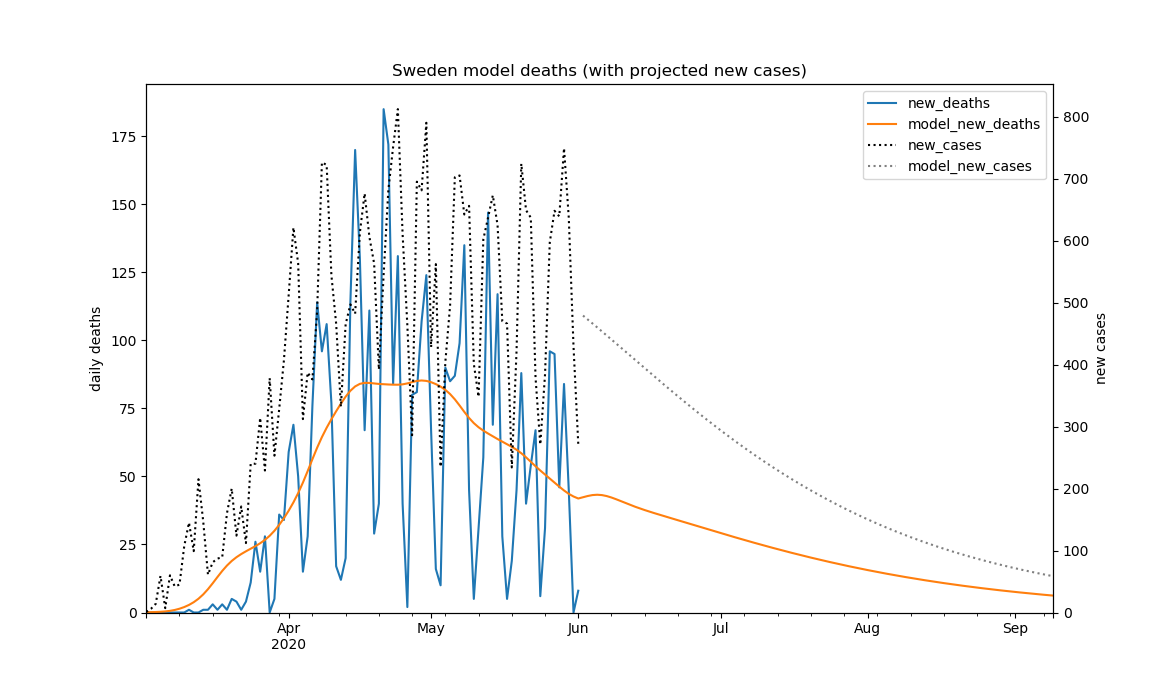 Sweden model deaths (with projected new cases)
new_deaths
model_new_deaths
new_cases
model_new_cases
daily deaths
175
150
125
100
75
50
25
0
800
700
600
500
400
300
200
100
0
new cases
Apr
2020
May
Jun
Jul
Aug
Sep